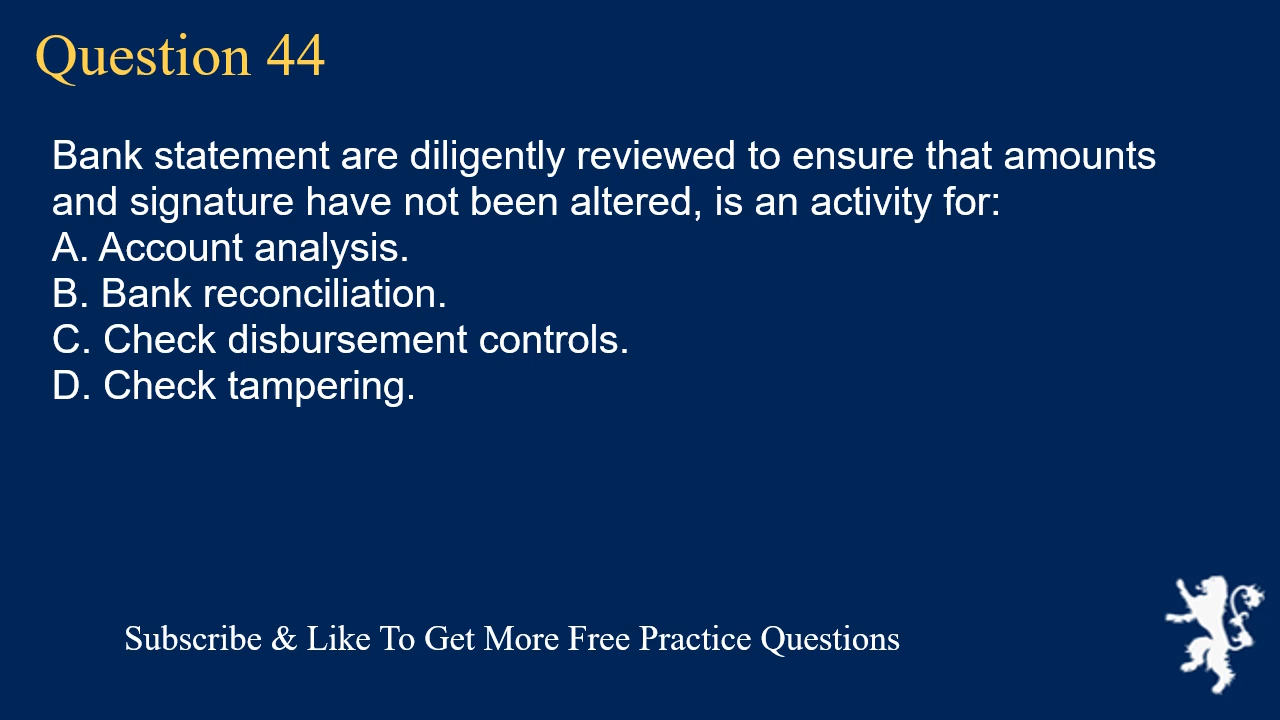 Question 44
Bank statement are diligently reviewed to ensure that amounts
and signature have not been altered, is an activity for:
A. Account analysis.
B. Bank reconciliation.
C. Check disbursement controls.
D. Check tampering.
Subscribe & Like To Get More Free Practice Questions